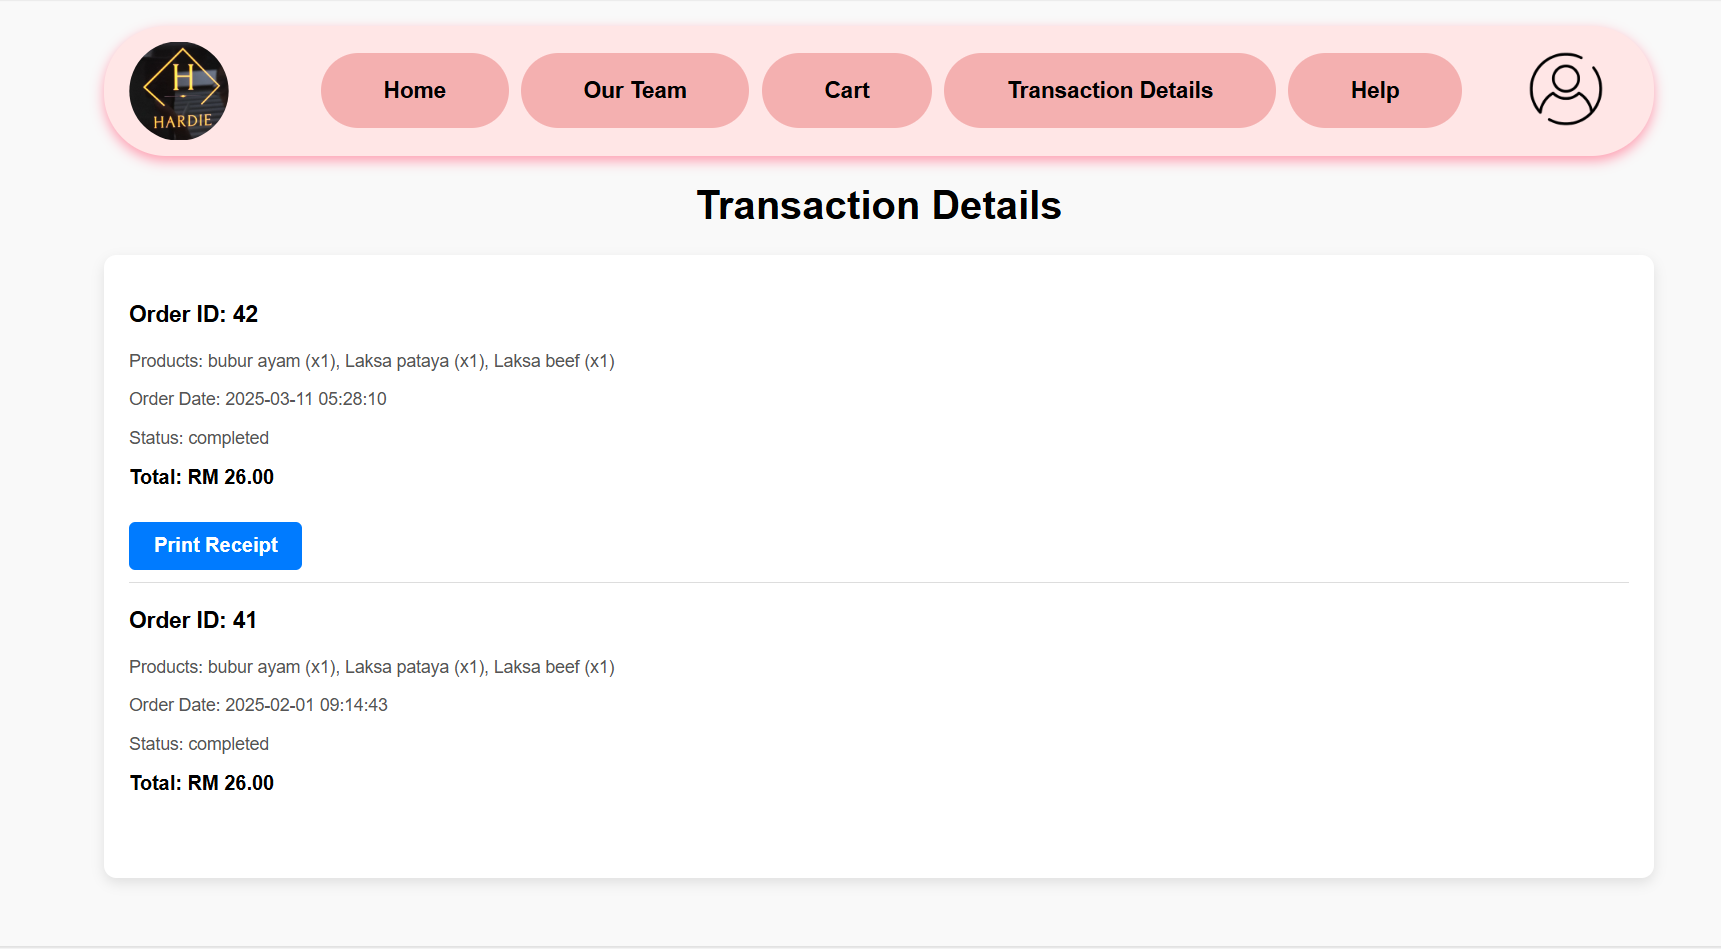 H
HARDIE
Home
Our Team
Cart
Transaction Details
Help
Transaction Details
Order ID: 42
Products: bubur ayam (x1), Laksa pataya (x1), Laksa beef (x1)
Order Date: 2025-03-11 05:28:10
Status: completed
Total: RM 26.00
Print Receipt
Order ID: 41
Products: bubur ayam (x1), Laksa pataya (x1), Laksa beef (x1)
Order Date: 2025-02-01 09:14:43
Status: completed
Total: RM 26.00